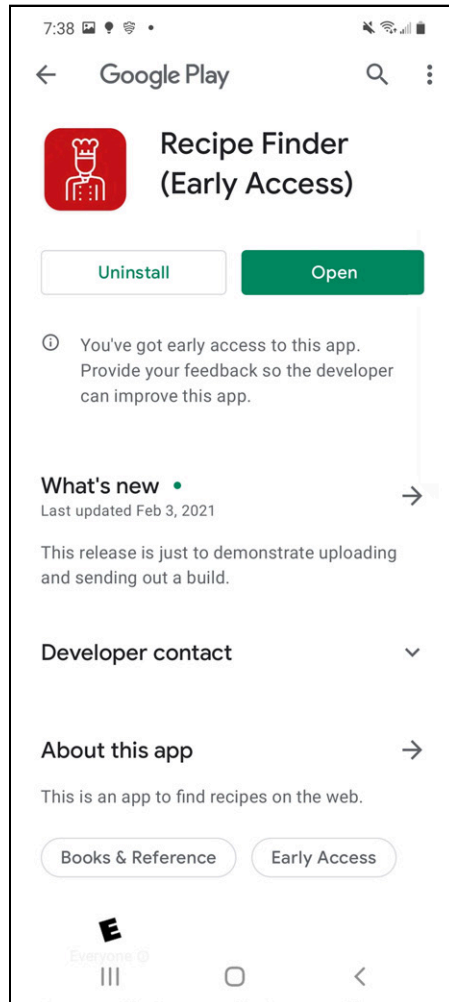 7:38
Google Play
Recipe Finder
(Early Access)
Uninstall
Open
You've got early access to this app.
Provide your feedback so the developer
can improve this app.
What's new
Last updated Feb 3, 2021
This release is just to demonstrate uploading
and sending out a build.
Developer contact
About this app
This is an app to find recipes on the web.
Books & Reference
Early Access
E
Everyone